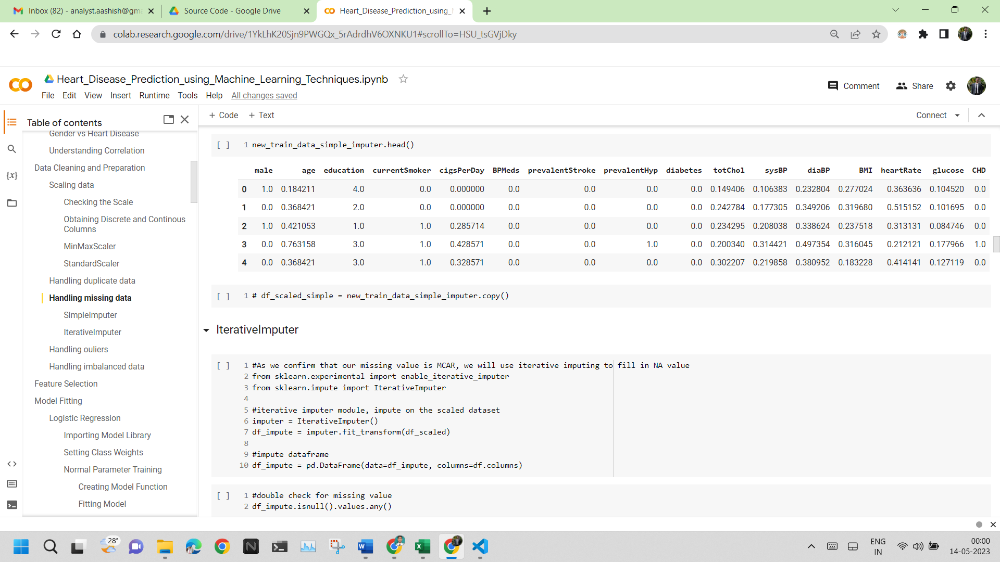 Inbox (82) - analyst.aashish@gm
Source Code - Google Drive
Heart_Disease_Prediction_using_
colab.research.google.com/drive/1YkLhK20Sjn9PWGQx_5rAdrdhV6OXNKU1#scrollTo=HSU_tsGVjDky
Heart_Disease_Prediction_using_Machine_Learning_Techniques.ipynb
File Edit View Insert Runtime Tools Help All changes saved
Comment Share
Table of contents
+ Code + Text
Connect
Gender vs Heart Disease
Understanding Correlation
Data Cleaning and Preparation
Scaling data
Checking the Scale
Obtaining Discrete and Continous
Columns
MinMaxScaler
StandardScaler
Handling duplicate data
Handling missing data
SimpleImputer
IterativeImputer
Handling ouliers
Handling imbalanced data
Feature Selection
Model Fitting
Logistic Regression
Importing Model Library
Setting Class Weights
Normal Parameter Training
Creating Model Function
Fitting Model
[ ] 1 new_train_data_simple_imputer.head()
male age education currentSmoker cigsPerDay BPMeds prevalentStroke prevalentHyp diabetes totChol sysBP diaBP BMI heartRate glucose CHD
0 1.0 0.184211 4.0 0.0 0.000000 0.0 0.0 0.0 0.0 0.149406 0.106383 0.232804 0.277024 0.363636 0.104520 0.0
1 0.0 0.368421 2.0 0.0 0.000000 0.0 0.0 0.0 0.0 0.242784 0.177305 0.349206 0.319680 0.515152 0.101695 0.0
2 1.0 0.421053 1.0 1.0 0.285714 0.0 0.0 0.0 0.0 0.234295 0.208038 0.338624 0.237518 0.313131 0.084746 0.0
3 0.0 0.763158 3.0 1.0 0.428571 0.0 0.0 1.0 0.0 0.200340 0.314421 0.497354 0.316045 0.212121 0.177966 1.0
4 0.0 0.368421 3.0 1.0 0.328571 0.0 0.0 0.0 0.0 0.302207 0.219858 0.380952 0.183228 0.414141 0.127119 0.0
[ ] 1 # df_scaled_simple = new_train_data_simple_imputer.copy()
IterativeImputer
[ ] 1 #As we confirm that our missing value is MCAR, we will use iterative imputing to fill in NA value
2 from sklearn.experimental import enable_iterative_imputer
3 from sklearn.impute import IterativeImputer
4
5 #iterative imputer module, impute on the scaled dataset
6 imputer = IterativeImputer()
7 df_impute = imputer.fit_transform(df_scaled)
8
9 #impute dataframe
10 df_impute = pd.DataFrame(data=df_impute, columns=df.columns)
[ ] 1 #double check for missing value
2 df_impute.isnull().values.any()
28°
ENG
IN
00:00
14-05-2023